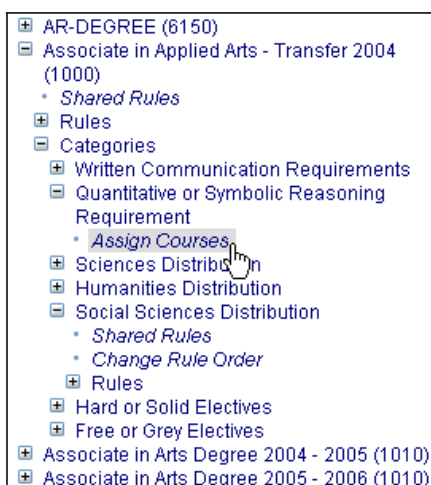 AR-DEGREE (6150)
Associate in Applied Arts - Transfer 2004
(1000)
Shared Rules
Rules
Categories
Written Communication Requirements
Quantitative or Symbolic Reasoning
Requirement
Assign Courses
Sciences Distribution
Humanities Distribution
Social Sciences Distribution
Shared Rules
Change Rule Order
Rules
Hard or Solid Electives
Free or Grey Electives
Associate in Arts Degree 2004 - 2005 (1010)
Associate in Arts Degree 2005 - 2006 (1010)